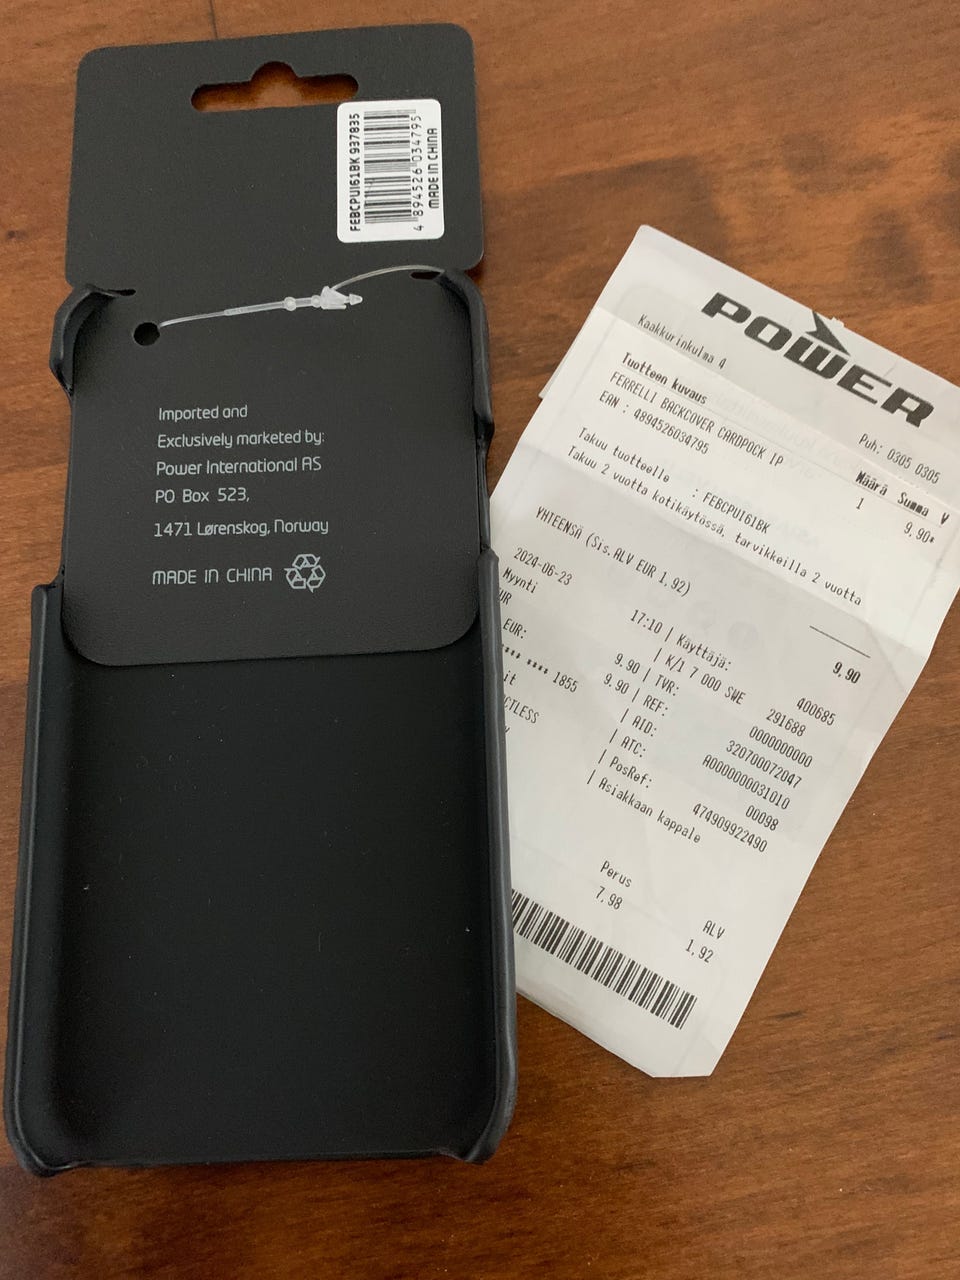 FEBCPUI61BK 937835
4 894526 034795
MADE IN CHINA
Imported and
Exclusively marketed by:
Power International AS
PO Box 523,
1471 Lørenskog, Norway
MADE IN CHINA
POWER
Kaakkurinkulma 4
Puh: 0305 0305
Tuotteen kuvaus
Määrä Summa V
FERRELLI BACKCOVER CARDPOCK IP
1 9,90*
EAN : 4894526034795
Takuu tuotteelle : FEBCPUI61BK
Takuu 2 vuotta kotikäytössä, tarvikkeilla 2 vuotta
YHTEENSÄ (Sis.ALV EUR 1,92)
9,90
2024-06-23 17:10 | Käyttäjä: 400685
Myynti | K/1 7 000 SWE 291688
UR 9.90 | TVR: 0000000000
EUR: 9.90 | REF: 320700072047
**** **** 1855 | AID: A0000000031010
it | ATC: 00098
CTLESS | PosRef: 474909922490
| Asiakkaan kappale
Perus ALV
7,98 1,92